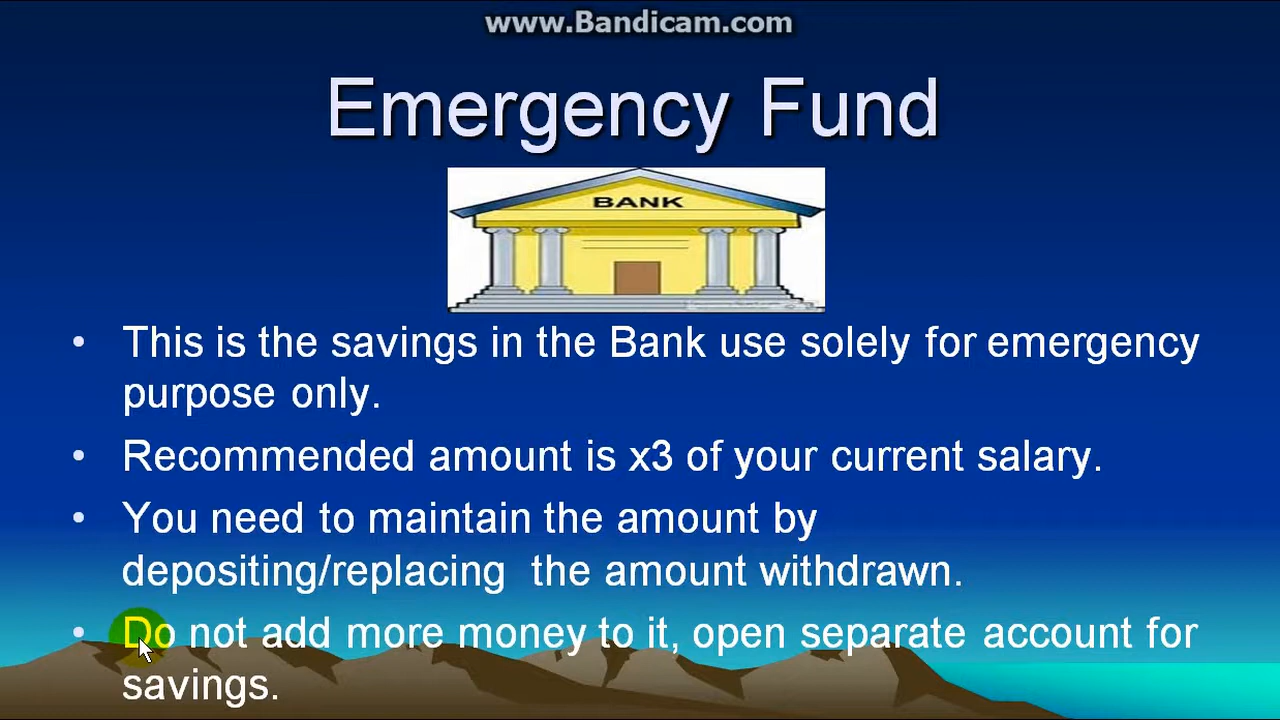 www.Bandicam.com
Emergency Fund
BANK
• This is the savings in the Bank use solely for emergency
purpose only.
• Recommended amount is x3 of your current salary.
• You need to maintain the amount by
depositing/replacing the amount withdrawn.
• Do not add more money to it, open separate account for
savings.